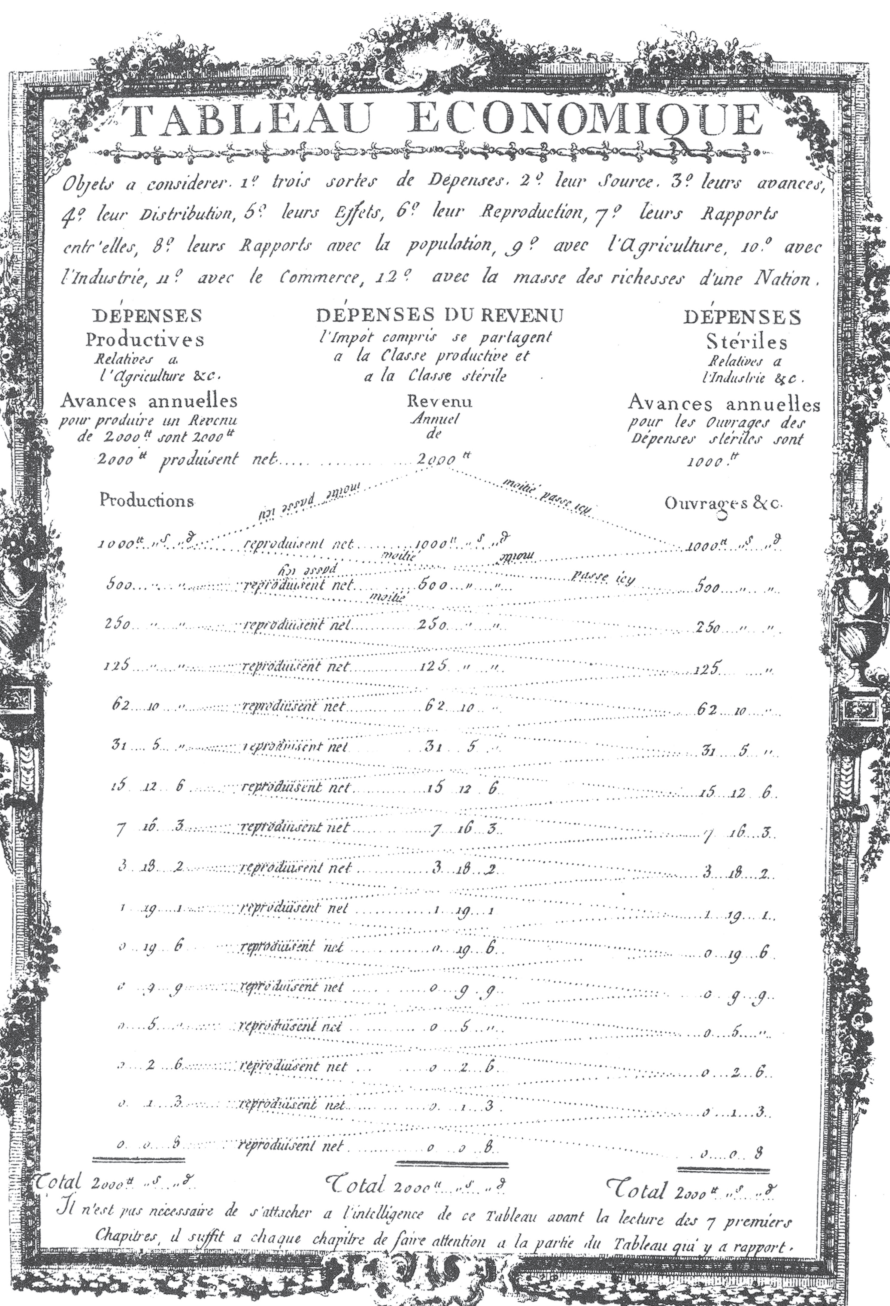 TABLEAU ECONOMIQUE
Objets a considerer. 1.º trois sortes de Depenses. 2.º leur Source. 3.º leurs avances,
4.º leur Distribution, 5.º leurs Effets, 6.º leur Reproduction, 7.º leurs Rapports
entr'elles, 8.º leurs Rapports avec la population, 9.º avec l'Agriculture, 10.º avec
l'Industrie, 11.º avec le Commerce, 12.º avec la masse des richesses d'une Nation.
DÉPENSES
Productives
Relatives a
l'Agriculture &c.
Avances annuelles
pour produire un Revenu
de 2000 ₶ sont 2000 ₶
2000 ₶ produisent net
Productions
DÉPENSES DU REVENU
l'Impôt compris se partagent
a la Classe productive et
a la Classe stérile
Revenu
Annuel
de
2000 ₶
DÉPENSES
Stériles
Relatives a
l'Industrie &c.
Avances annuelles
pour les Ouvrages des
Dépenses stériles sont
1000 ₶
Ouvrages &c.
moitié passe icy
moitié passe icy
1000 ₶ „ s „ d reproduisent net 1000 ₶ „ s „ d 1000 ₶ „ s „ d
moitié passe icy
moitié passe icy
500 „ „ reproduisent net 500 „ „ 500 „ „
moitié
250 „ „ reproduisent net 250 „ „ 250 „ „
125 „ „ reproduisent net 125 „ „ 125 „
62 10 „ reproduisent net 62 10 „ 62 10 „
31 5 „ reproduisent net 31 5 „ 31 5 „
15 12 6 reproduisent net 15 12 6 15 12 6
7 16 3 reproduisent net 7 16 3 7 16 3
3 18 2 reproduisent net 3 18 2 3 18 2
1 19 1 reproduisent net 1 19 1 1 19 1
0 19 6 reproduisent net 0 19 6 0 19 6
0 9 9 reproduisent net 0 9 9 0 9 9
0 5 „ reproduisent net 0 5 „ 0 5 „
0 2 6 reproduisent net 0 2 6 0 2 6
0 1 3 reproduisent net 0 1 3 0 1 3
0 0 8 reproduisent net 0 0 8 0 0 8
Total 2000 ₶ „ s „ d Total 2000 ₶ „ s „ d Total 2000 ₶ „ s „ d
Il n'est pas nécessaire de s'attacher a l'intelligence de ce Tableau avant la lecture des 7 premiers
Chapitres, il suffit a chaque chapitre de faire attention a la partie du Tableau qui y a rapport.